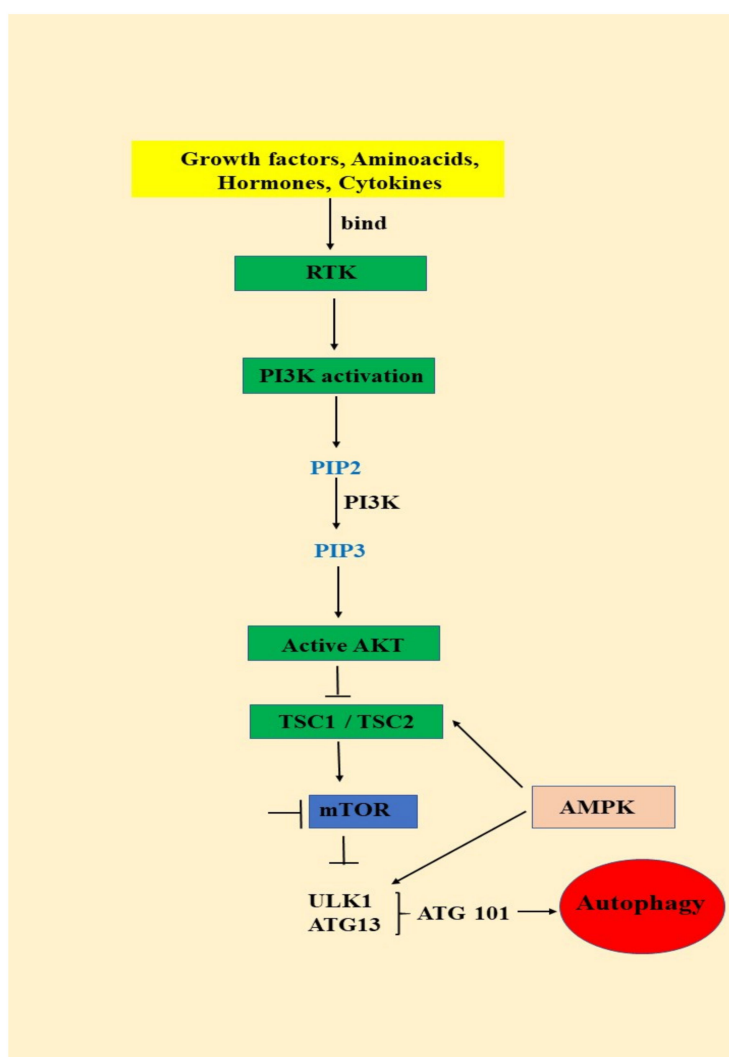 Growth factors, Aminoacids,
Hormones, Cytokines
bind
RTK
PI3K activation
PIP2
PI3K
PIP3
Active AKT
TSC1 / TSC2
mTOR
AMPK
ULK1
ATG13
ATG 101
Autophagy